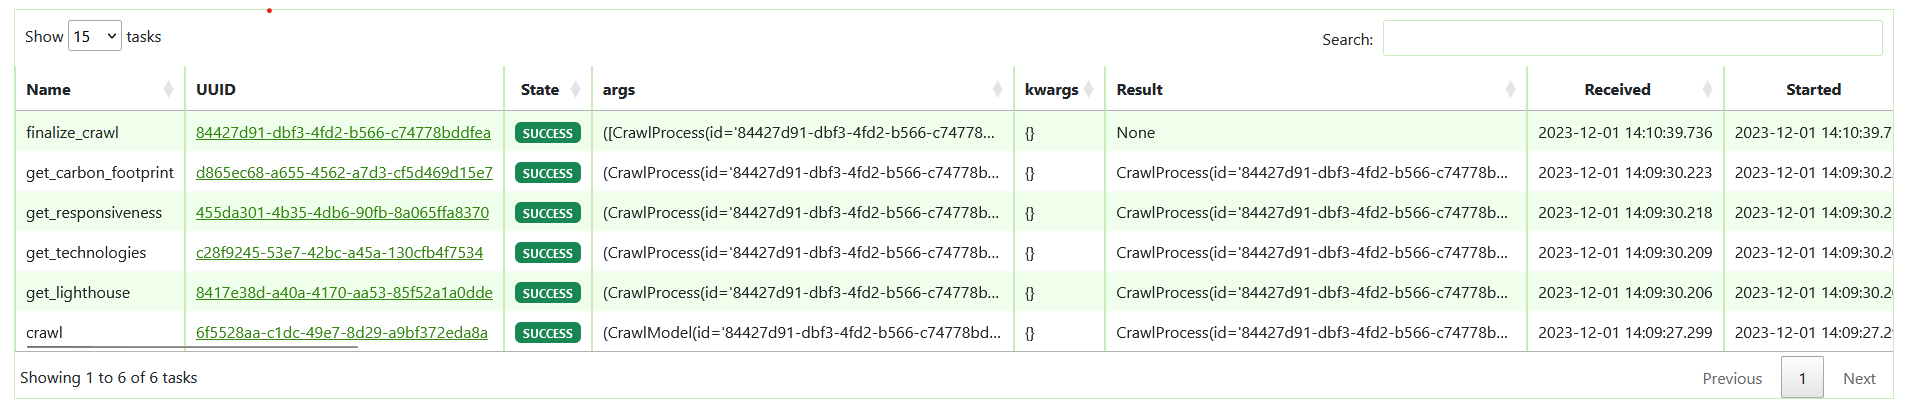 Show 15 tasks Search:
Name UUID State args kwargs Result Received Started
finalize_crawl 84427d91-dbf3-4fd2-b566-c74778bddfea SUCCESS ([CrawlProcess(id='84427d91-dbf3-4fd2-b566-c74778... {} None 2023-12-01 14:10:39.736 2023-12-01 14:10:39.7
get_carbon_footprint d865ec68-a655-4562-a7d3-cf5d469d15e7 SUCCESS (CrawlProcess(id='84427d91-dbf3-4fd2-b566-c74778b... {} CrawlProcess(id='84427d91-dbf3-4fd2-b566-c74778b... 2023-12-01 14:09:30.223 2023-12-01 14:09:30.2
get_responsiveness 455da301-4b35-4db6-90fb-8a065ffa8370 SUCCESS (CrawlProcess(id='84427d91-dbf3-4fd2-b566-c74778b... {} CrawlProcess(id='84427d91-dbf3-4fd2-b566-c74778b... 2023-12-01 14:09:30.218 2023-12-01 14:09:30.2
get_technologies c28f9245-53e7-42bc-a45a-130cfb4f7534 SUCCESS (CrawlProcess(id='84427d91-dbf3-4fd2-b566-c74778b... {} CrawlProcess(id='84427d91-dbf3-4fd2-b566-c74778b... 2023-12-01 14:09:30.209 2023-12-01 14:09:30.2
get_lighthouse 8417e38d-a40a-4170-aa53-85f52a1a0dde SUCCESS (CrawlProcess(id='84427d91-dbf3-4fd2-b566-c74778b... {} CrawlProcess(id='84427d91-dbf3-4fd2-b566-c74778b... 2023-12-01 14:09:30.206 2023-12-01 14:09:30.2
crawl 6f5528aa-c1dc-49e7-8d29-a9bf372eda8a SUCCESS (CrawlModel(id='84427d91-dbf3-4fd2-b566-c74778bd... {} CrawlProcess(id='84427d91-dbf3-4fd2-b566-c74778b... 2023-12-01 14:09:27.299 2023-12-01 14:09:27.2
Showing 1 to 6 of 6 tasks Previous 1 Next